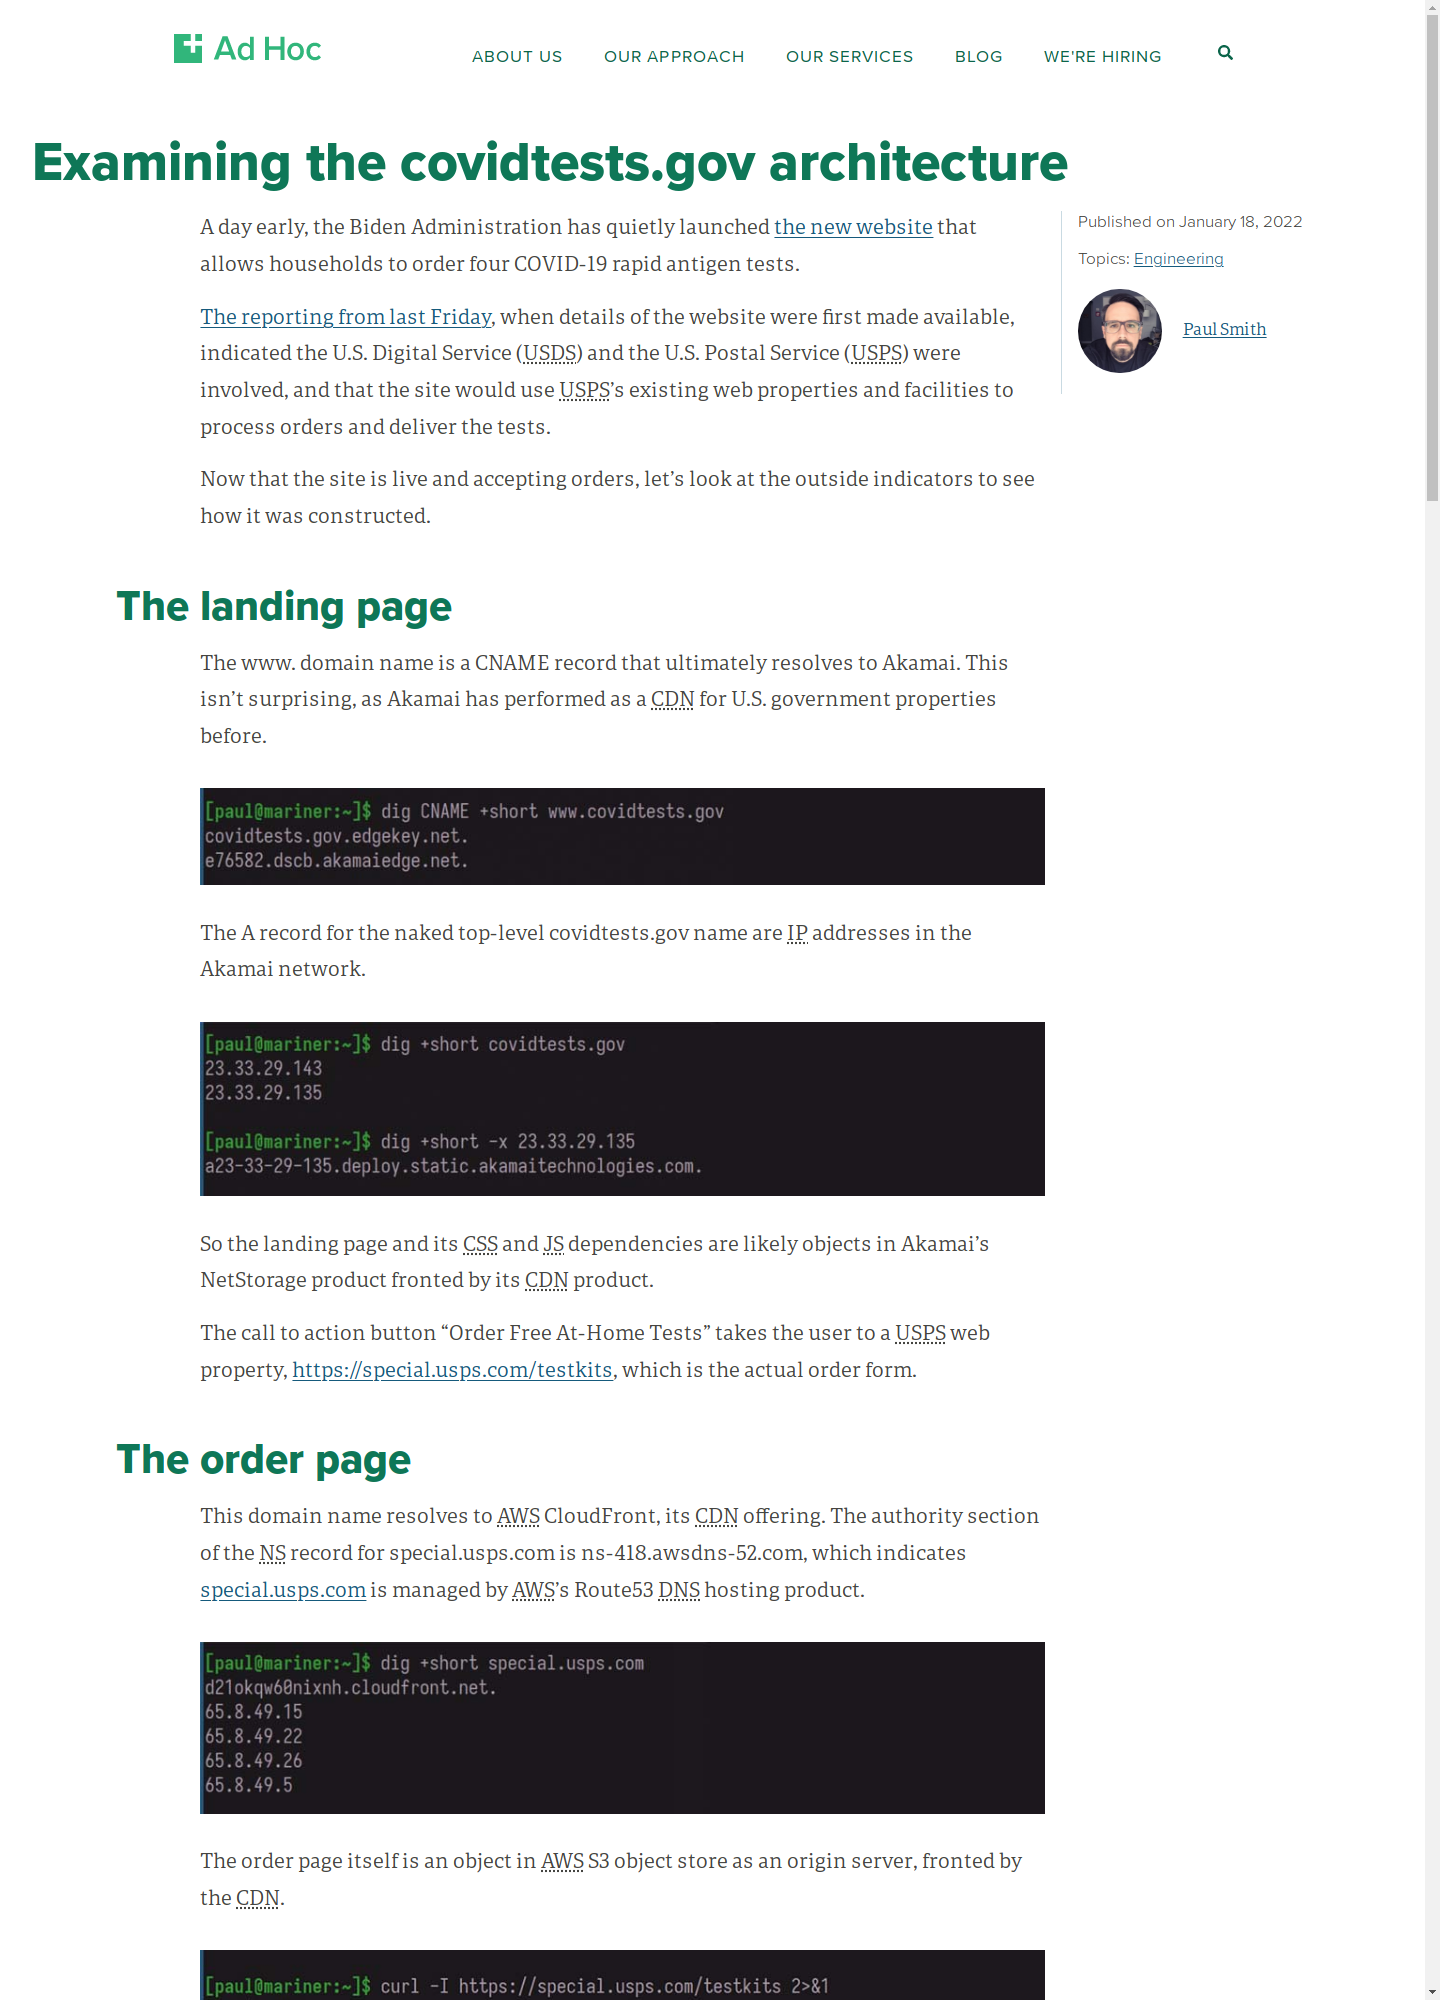 Ad Hoc
ABOUT US OUR APPROACH OUR SERVICES BLOG WE'RE HIRING
Examining the covidtests.gov architecture
A day early, the Biden Administration has quietly launched the new website that
allows households to order four COVID-19 rapid antigen tests.
Published on January 18, 2022
Topics: Engineering
Paul Smith
The reporting from last Friday, when details of the website were first made available,
indicated the U.S. Digital Service (USDS) and the U.S. Postal Service (USPS) were
involved, and that the site would use USPS’s existing web properties and facilities to
process orders and deliver the tests.
Now that the site is live and accepting orders, let’s look at the outside indicators to see
how it was constructed.
The landing page
The www. domain name is a CNAME record that ultimately resolves to Akamai. This
isn’t surprising, as Akamai has performed as a CDN for U.S. government properties
before.
[paul@mariner:~]$ dig CNAME +short www.covidtests.gov
covidtests.gov.edgekey.net.
e76582.dscb.akamaiedge.net.
The A record for the naked top-level covidtests.gov name are IP addresses in the
Akamai network.
[paul@mariner:~]$ dig +short covidtests.gov
23.33.29.143
23.33.29.135
[paul@mariner:~]$ dig +short -x 23.33.29.135
a23-33-29-135.deploy.static.akamaitechnologies.com.
So the landing page and its CSS and JS dependencies are likely objects in Akamai’s
NetStorage product fronted by its CDN product.
The call to action button “Order Free At-Home Tests” takes the user to a USPS web
property, https://special.usps.com/testkits, which is the actual order form.
The order page
This domain name resolves to AWS CloudFront, its CDN offering. The authority section
of the NS record for special.usps.com is ns-418.awsdns-52.com, which indicates
special.usps.com is managed by AWS’s Route53 DNS hosting product.
[paul@mariner:~]$ dig +short special.usps.com
d21okqw60nixnh.cloudfront.net.
65.8.49.15
65.8.49.22
65.8.49.26
65.8.49.5
The order page itself is an object in AWS S3 object store as an origin server, fronted by
the CDN.
[paul@mariner:~]$ curl -I https://special.usps.com/testkits 2>&1